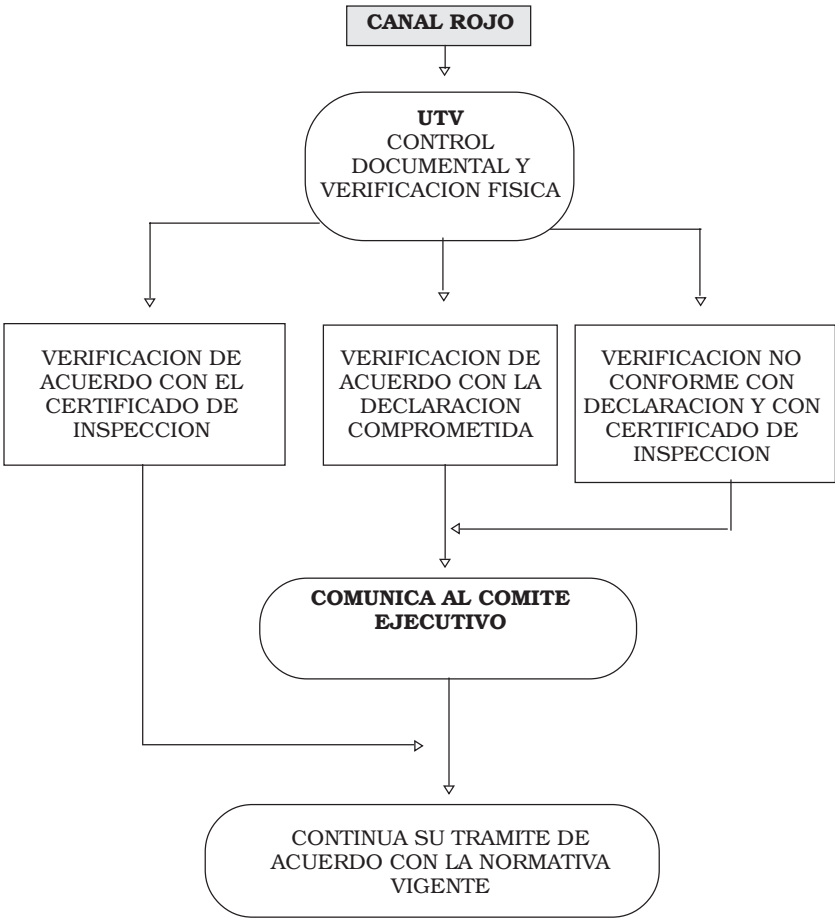 CANAL ROJO
UTV
CONTROL
DOCUMENTAL Y
VERIFICACION FISICA
VERIFICACION DE
ACUERDO CON EL
CERTIFICADO DE
INSPECCION
VERIFICACION DE
ACUERDO CON LA
DECLARACION
COMPROMETIDA
VERIFICACION NO
CONFORME CON
DECLARACION Y CON
CERTIFICADO DE
INSPECCION
COMUNICA AL COMITE
EJECUTIVO
CONTINUA SU TRAMITE DE
ACUERDO CON LA NORMATIVA
VIGENTE